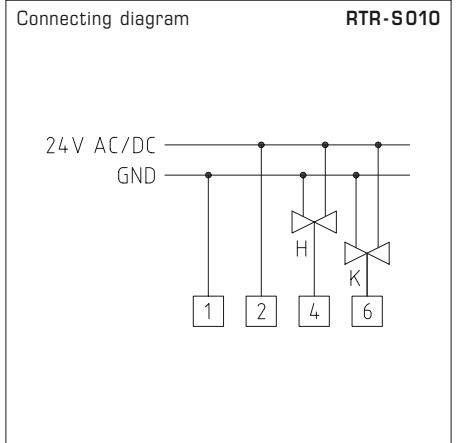 Connecting diagram RTR-S010
24V AC/DC
GND
H
K
1 2 4 6